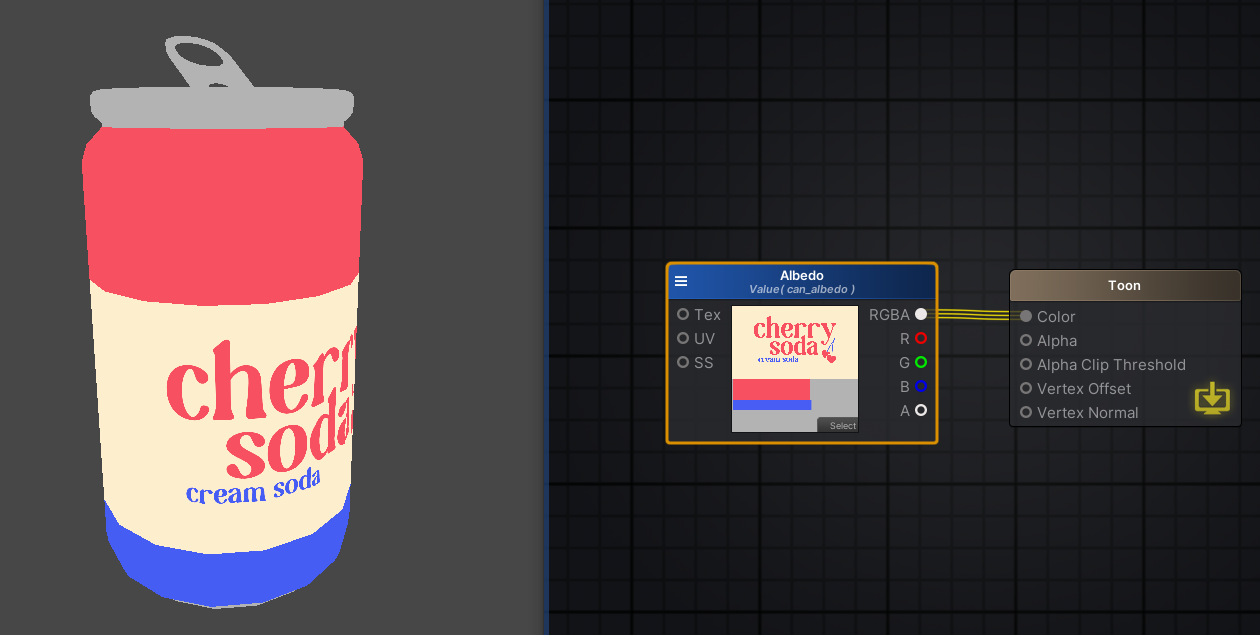 cherry
soda
cream soda
Albedo
Value( can_albedo )
Tex
UV
SS
cherry
soda
cream soda
Select
RGBA
R
G
B
A
Toon
Color
Alpha
Alpha Clip Threshold
Vertex Offset
Vertex Normal